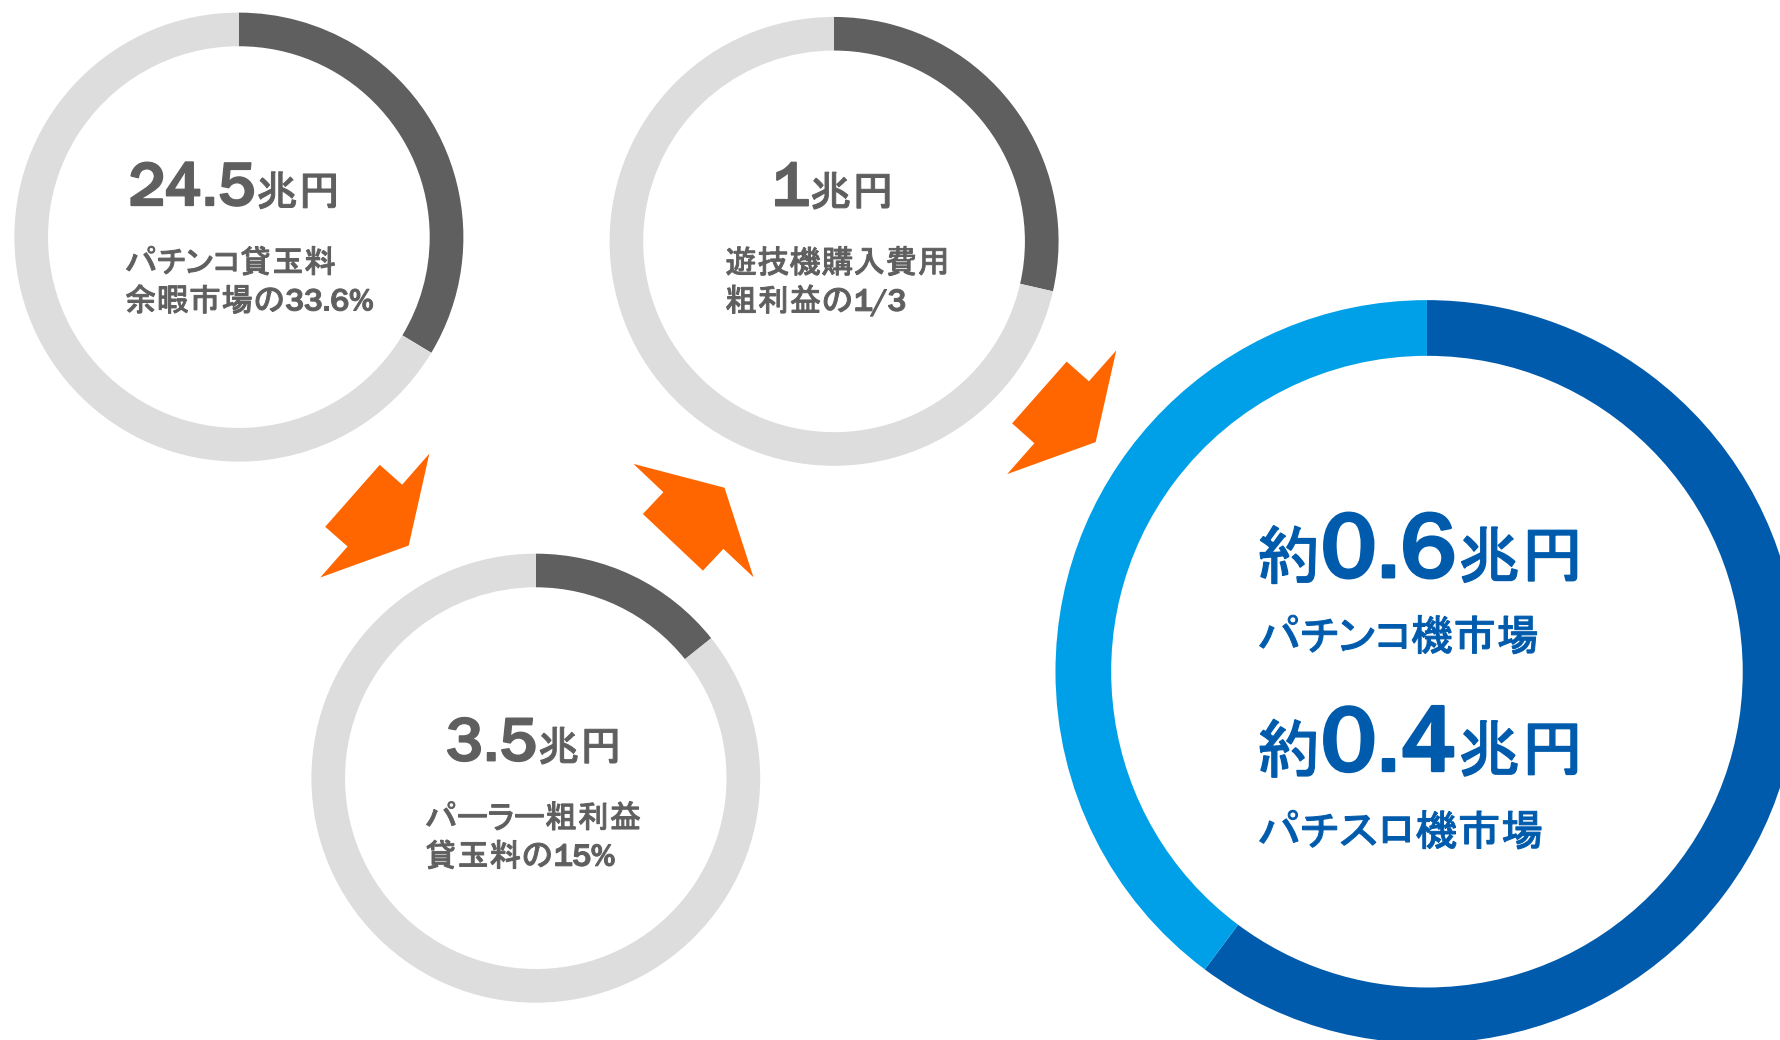 24.5兆円
パチンコ貸玉料
余暇市場の33.6%
3.5兆円
パーラー粗利益
貸玉料の15%
1兆円
遊技機購入費用
粗利益の1/3
約0.6兆円
パチンコ機市場
約0.4兆円
パチスロ機市場